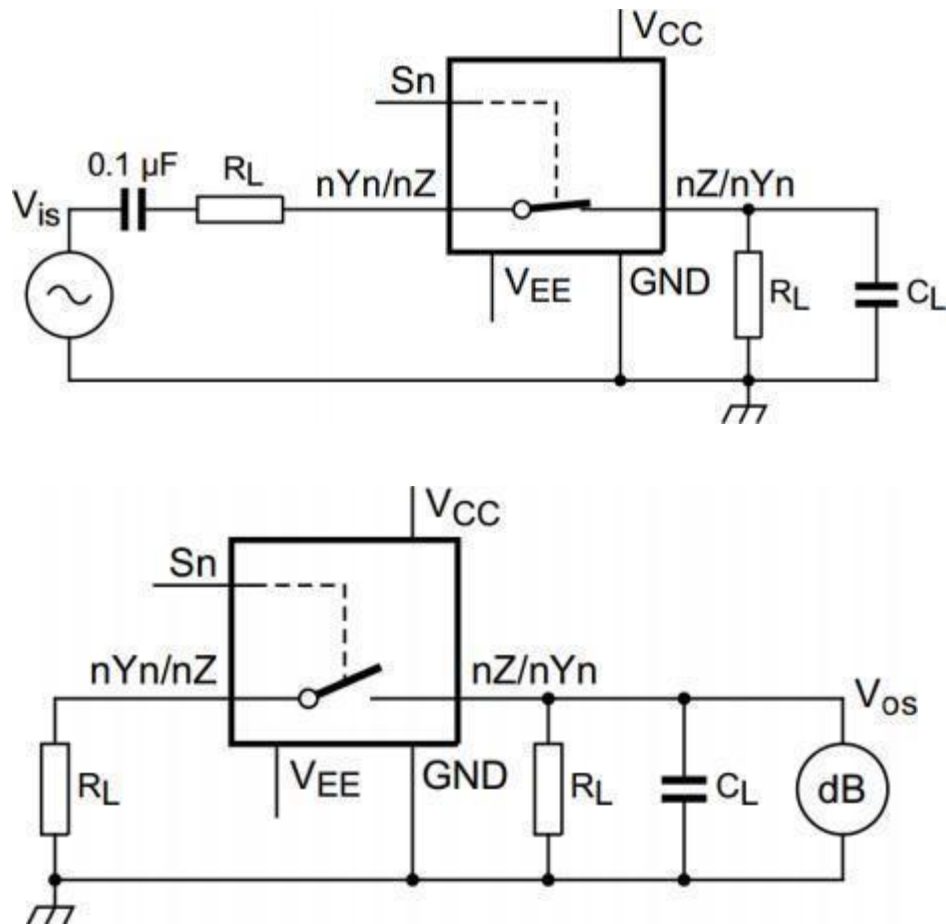 VCC
Sn
0.1 µF
RL
nYn/nZ
nZ/nYn
Vis
VEE
GND
RL
CL
VCC
Sn
nYn/nZ
nZ/nYn
Vos
RL
VEE
GND
RL
CL
dB